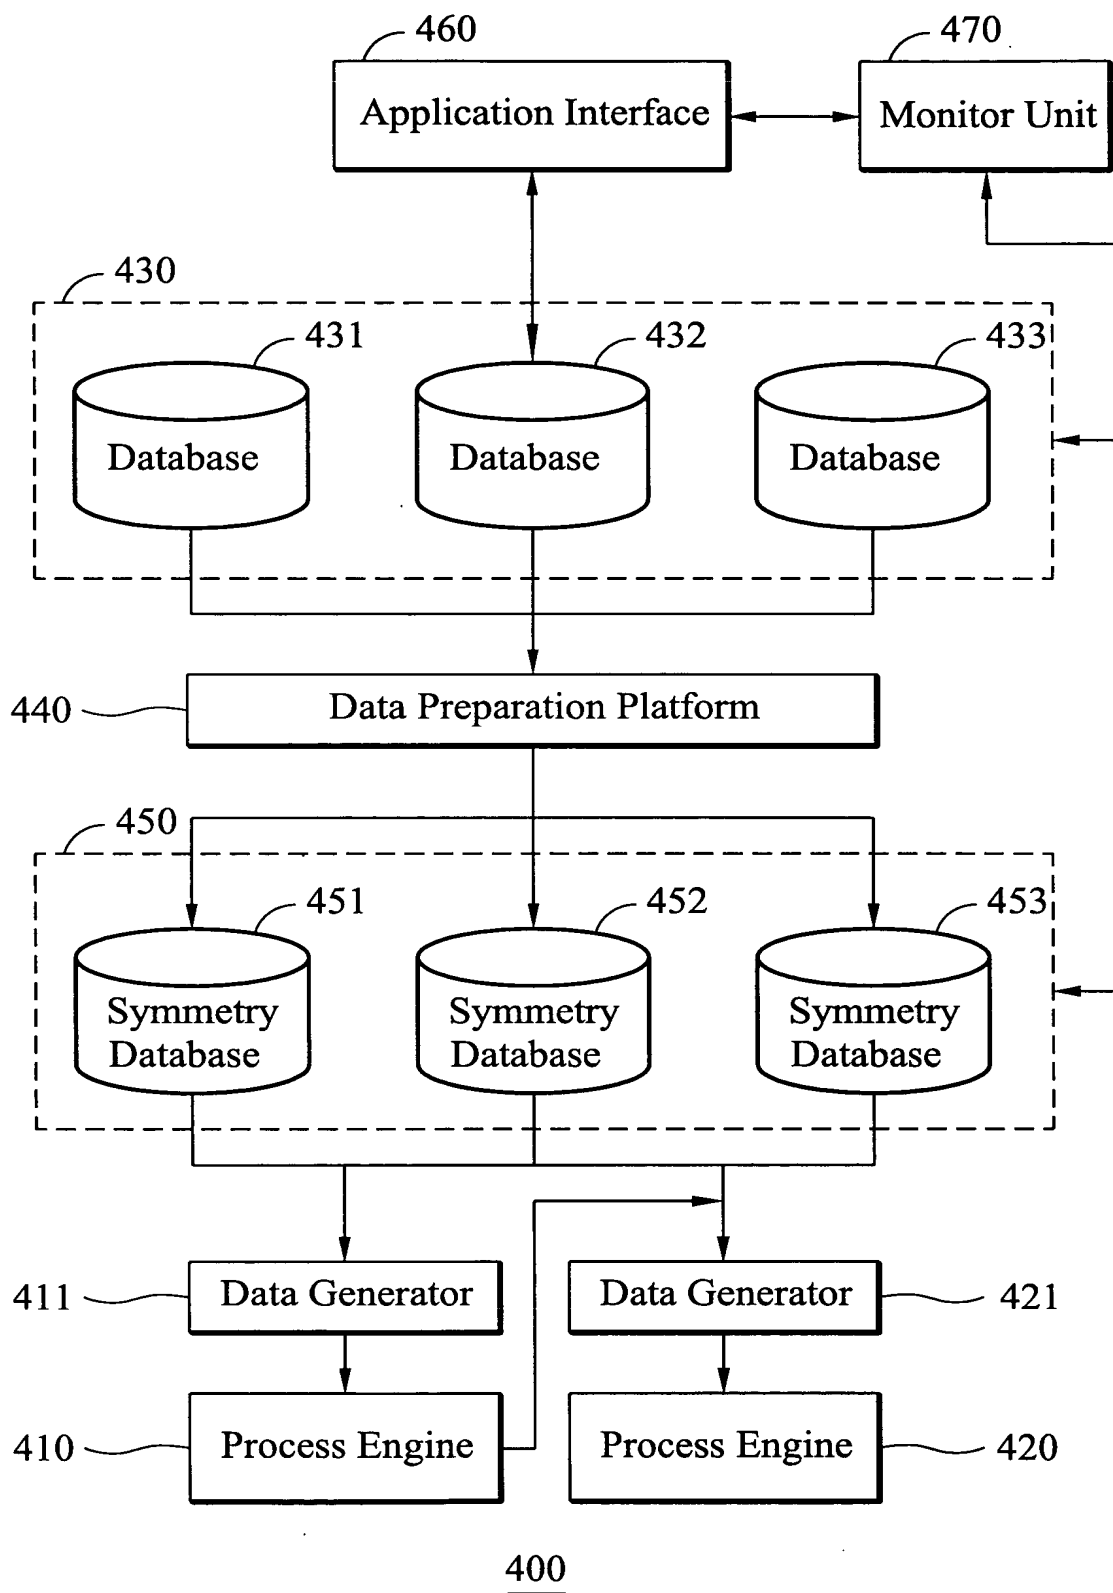 460
470
Application Interface
Monitor Unit
430
431
432
433
Database
Database
Database
440
Data Preparation Platform
450
451
452
453
Symmetry
Database
Symmetry
Database
Symmetry
Database
411
Data Generator
Data Generator
421
410
Process Engine
Process Engine
420
400